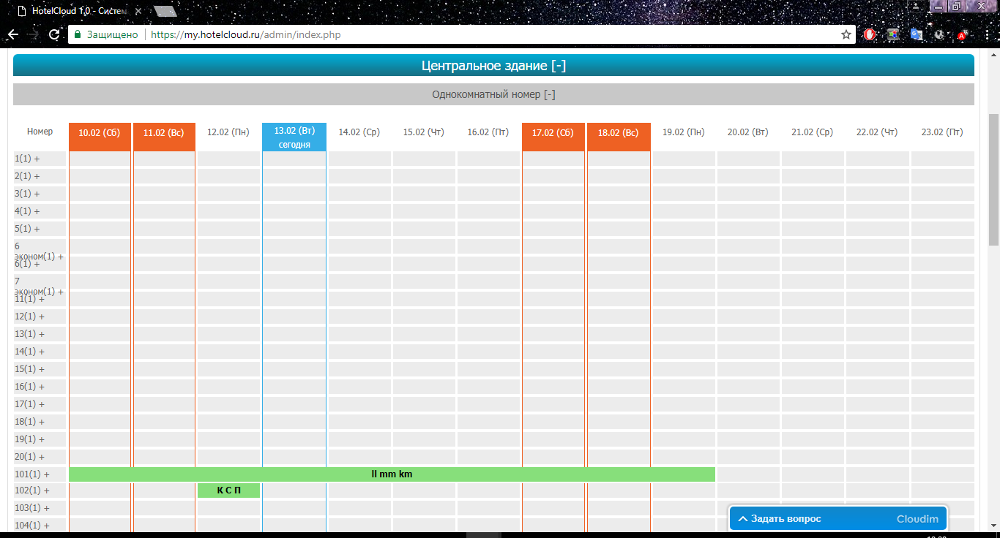 HotelCloud 1.0 - Систем
Защищено https://my.hotelcloud.ru/admin/index.php
Центральное здание [-]
Однокомнатный номер [-]
Номер 10.02 (Сб) 11.02 (Вс) 12.02 (Пн) 13.02 (Вт) 14.02 (Ср) 15.02 (Чт) 16.02 (Пт) 17.02 (Сб) 18.02 (Вс) 19.02 (Пн) 20.02 (Вт) 21.02 (Ср) 22.02 (Чт) 23.02 (Пт)
сегодня
1(1) +
2(1) +
3(1) +
4(1) +
5(1) +
6
эконом(1) +
6(1) +
7
эконом(1) +
11(1) +
12(1) +
13(1) +
14(1) +
15(1) +
16(1) +
17(1) +
18(1) +
19(1) +
20(1) +
101(1) + ll mm km
102(1) + К С П
103(1) +
104(1) +
Задать вопрос Cloudim